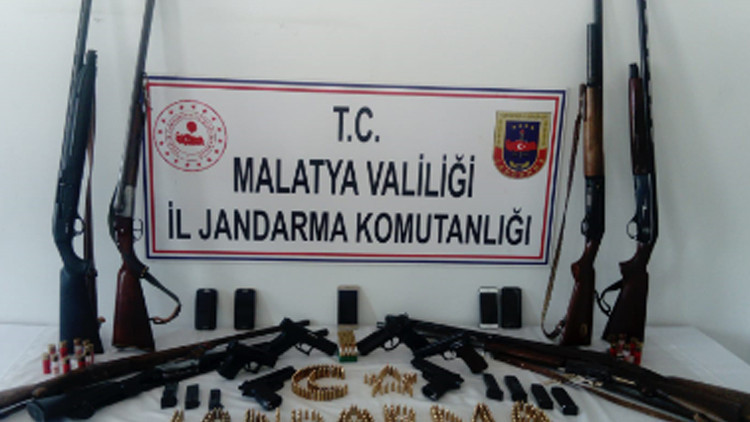 T.C.
MALATYA VALİLİĞİ
İL JANDARMA KOMUTANLIĞI